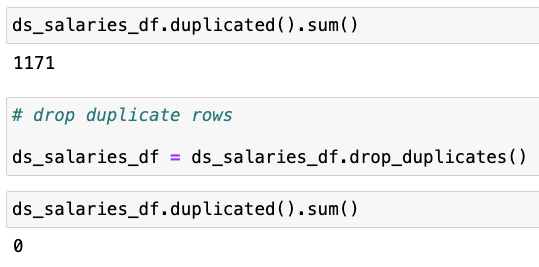 ds_salaries_df.duplicated().sum()
1171
# drop duplicate rows
ds_salaries_df = ds_salaries_df.drop_duplicates()
ds_salaries_df.duplicated().sum()
0